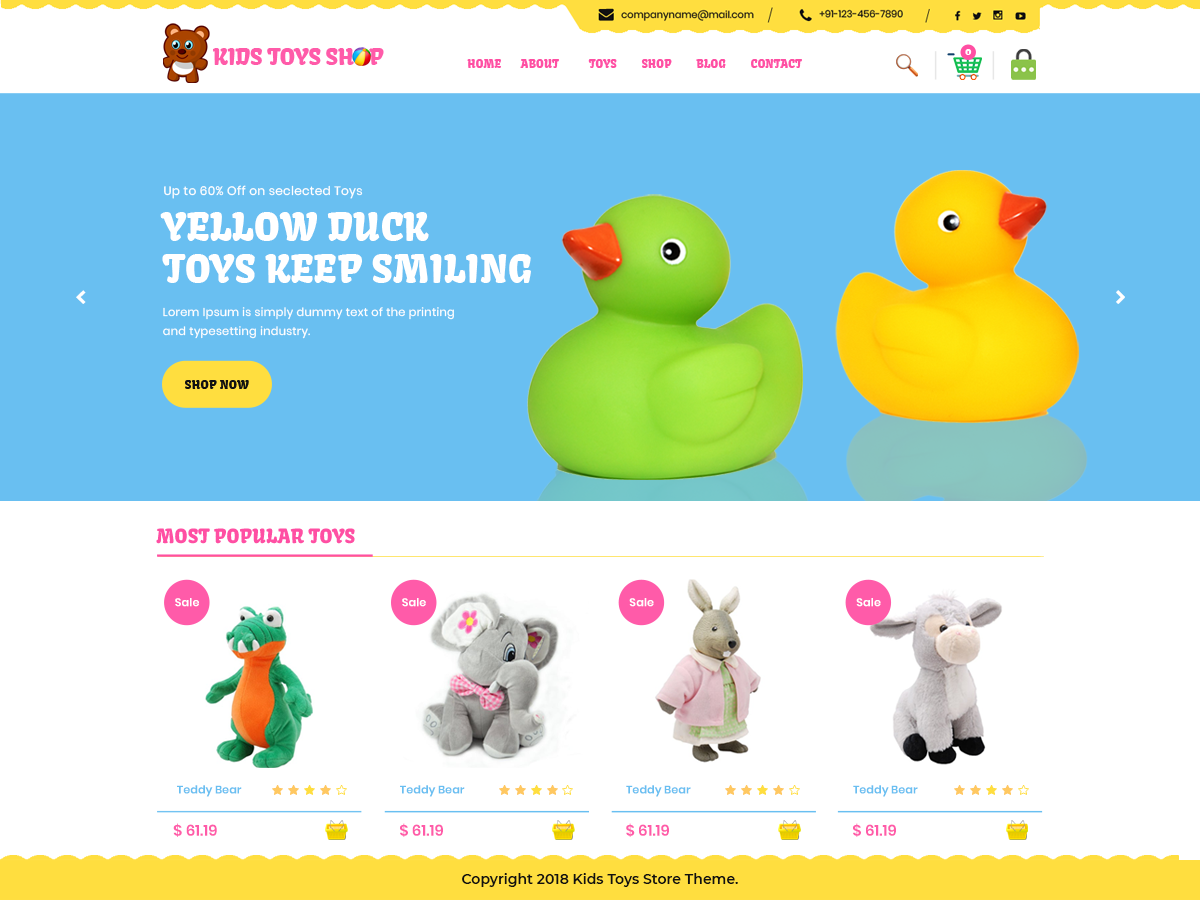 companyname@mail.com / +91-123-456-7890 /
KIDS TOYS SHOP
HOME ABOUT TOYS SHOP BLOG CONTACT
0
Up to 60% Off on seclected Toys
YELLOW DUCK
TOYS KEEP SMILING
Lorem Ipsum is simply dummy text of the printing
and typesetting industry.
SHOP NOW
MOST POPULAR TOYS
Sale Sale Sale Sale
Teddy Bear Teddy Bear Teddy Bear Teddy Bear
$ 61.19 $ 61.19 $ 61.19 $ 61.19
Copyright 2018 Kids Toys Store Theme.